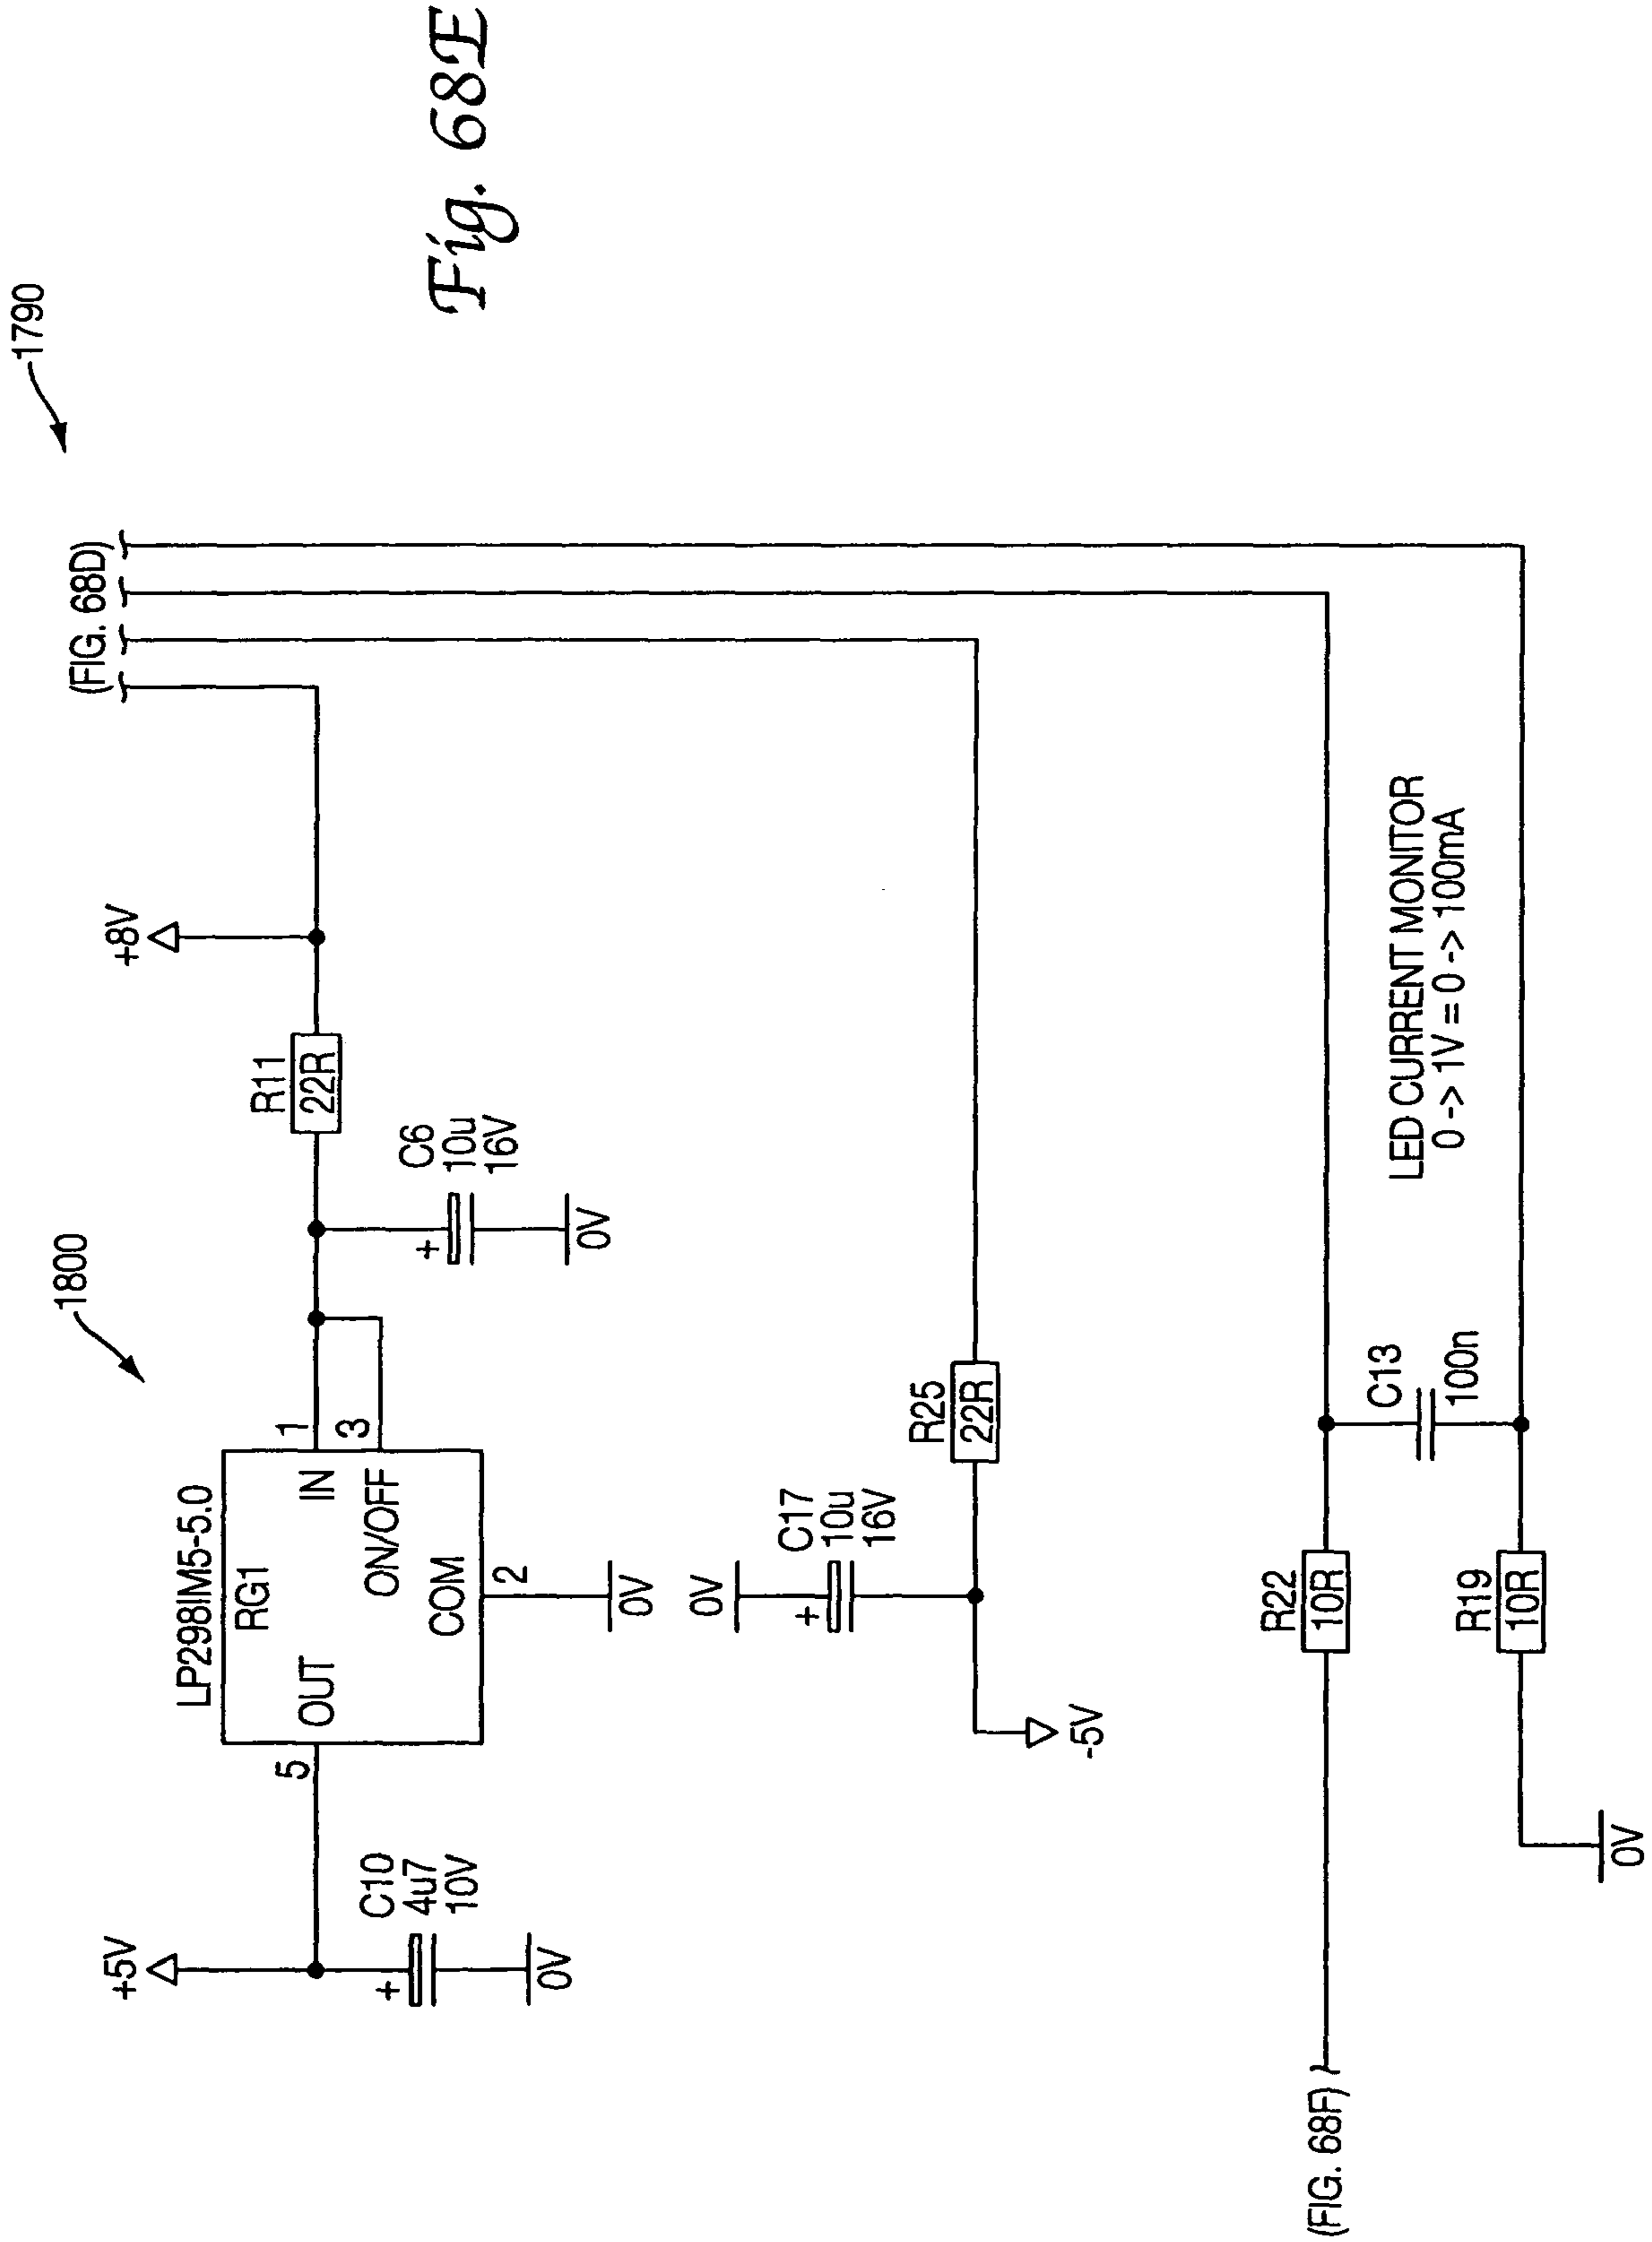 1790
1800
(FIG. 68D)
+5V
+8V
LP298IM5-5.0
RG1
R11
22R
5
OUT
IN
1
ON/OFF
3
COM
2
C10
4u7
10V
C6
10u
16V
Fig. 68E
0V
0V
0V
0V
C17
10u
16V
R25
22R
-5V
R22
10R
(FIG. 68F)
C13
100n
LED CURRENT MONITOR
0 -> 1V = 0 -> 100mA
R19
10R
0V